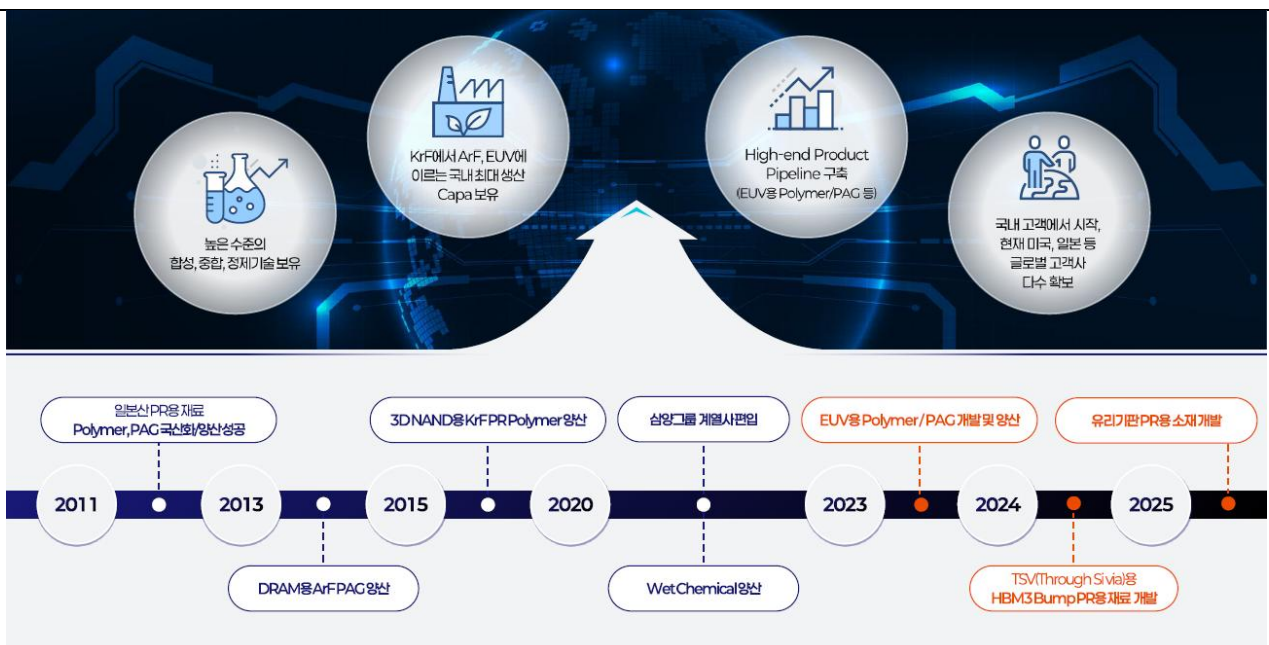 높은 수준의
합성, 중합, 정제기술 보유
KrF에서 ArF, EUV에
이르는 국내 최대 생산
Capa 보유
High-end Product
Pipeline 구축
(EUV용 Polymer/PAG 등)
국내 고객에서 시작,
현재 미국, 일본 등
글로벌 고객사
다수 확보
일본산 PR용 재료
Polymer, PAG 국산화/양산 성공
3D NAND용 KrF PR Polymer 양산
삼양그룹 계열사 편입
EUV용 Polymer / PAG 개발 및 양산
유리기판 PR용 소재 개발
2011
2013
2015
2020
2023
2024
2025
DRAM용 ArF PAG 양산
Wet Chemical 양산
TSV(Through Si via)용
HBM3 Bump PR용 재료 개발